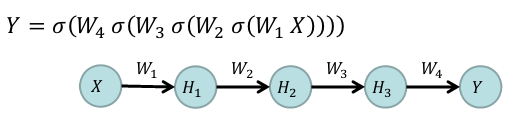 Y = σ(W₄ σ(W₃ σ(W₂ σ(W₁ X))))
W₁ W₂ W₃ W₄
X H₁ H₂ H₃ Y